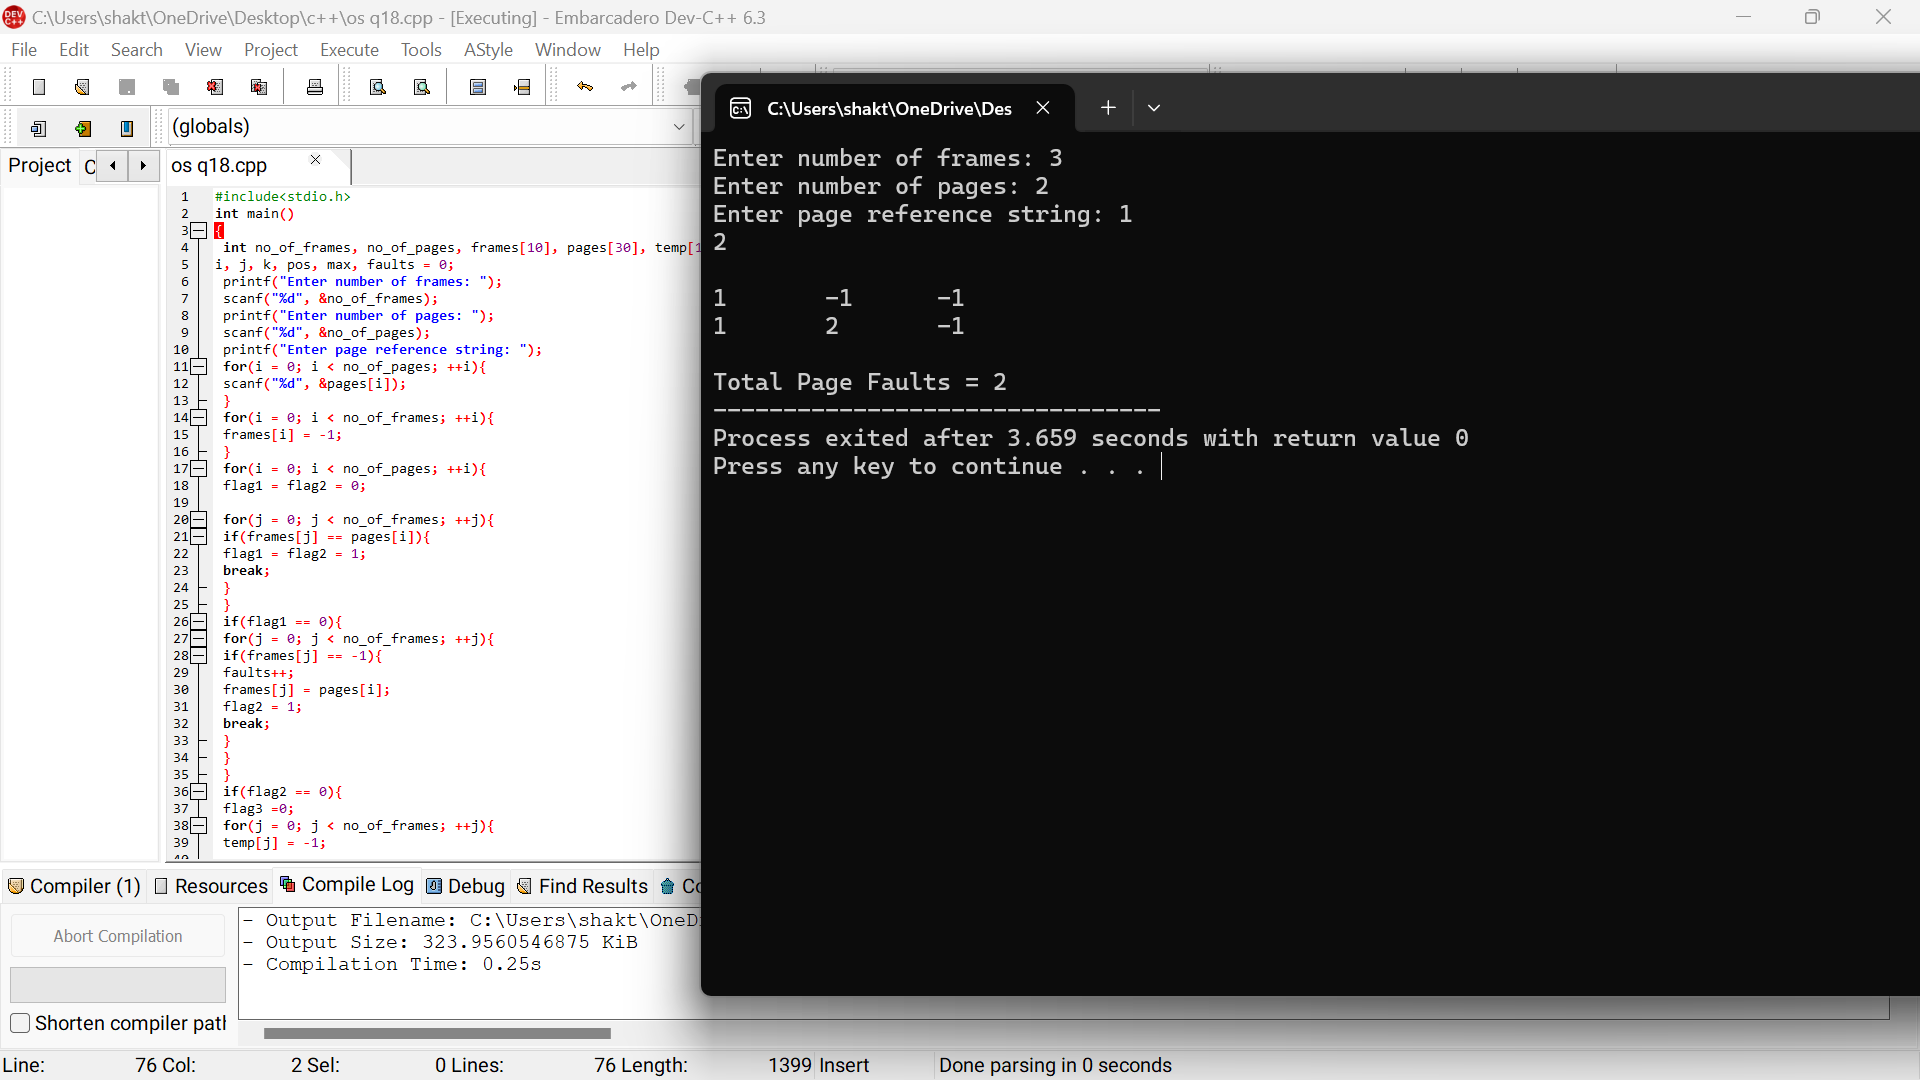 C:\Users\shakt\OneDrive\Desktop\c++\os q18.cpp - [Executing] - Embarcadero Dev-C++ 6.3
File Edit Search View Project Execute Tools AStyle Window Help
(globals)
Project
os q18.cpp
1 #include<stdio.h>
2 int main()
3 {
4 int no_of_frames, no_of_pages, frames[10], pages[30], temp[1
5 i, j, k, pos, max, faults = 0;
6 printf("Enter number of frames: ");
7 scanf("%d", &no_of_frames);
8 printf("Enter number of pages: ");
9 scanf("%d", &no_of_pages);
10 printf("Enter page reference string: ");
11 for(i = 0; i < no_of_pages; ++i){
12 scanf("%d", &pages[i]);
13 }
14 for(i = 0; i < no_of_frames; ++i){
15 frames[i] = -1;
16 }
17 for(i = 0; i < no_of_pages; ++i){
18 flag1 = flag2 = 0;
19
20 for(j = 0; j < no_of_frames; ++j){
21 if(frames[j] == pages[i]){
22 flag1 = flag2 = 1;
23 break;
24 }
25 }
26 if(flag1 == 0){
27 for(j = 0; j < no_of_frames; ++j){
28 if(frames[j] == -1){
29 faults++;
30 frames[j] = pages[i];
31 flag2 = 1;
32 break;
33 }
34 }
35 }
36 if(flag2 == 0){
37 flag3 =0;
38 for(j = 0; j < no_of_frames; ++j){
39 temp[j] = -1;
C:\Users\shakt\OneDrive\Des
Enter number of frames: 3
Enter number of pages: 2
Enter page reference string: 1
2
1 -1 -1
1 2 -1
Total Page Faults = 2
--------------------------------
Process exited after 3.659 seconds with return value 0
Press any key to continue . . .
Compiler (1) Resources Compile Log Debug Find Results
Abort Compilation
Shorten compiler path
- Output Filename: C:\Users\shakt\OneD
- Output Size: 323.9560546875 KiB
- Compilation Time: 0.25s
Line: 76 Col: 2 Sel: 0 Lines: 76 Length: 1399 Insert Done parsing in 0 seconds